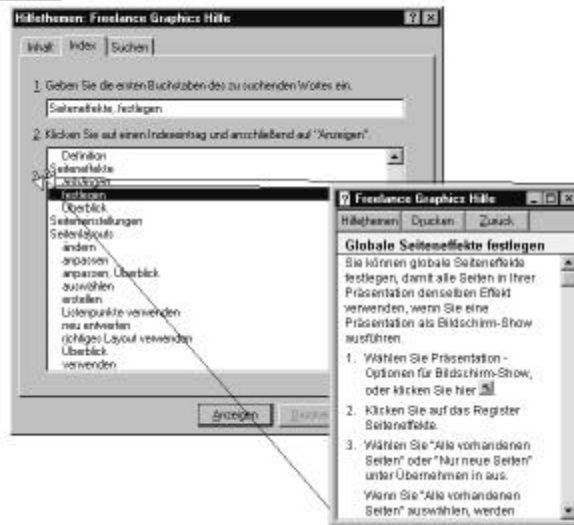 Hilfethemen: Freelance Graphics Hilfe
Inhalt Index Suchen
1. Geben Sie die ersten Buchstaben des zu suchenden Wortes ein.
Seiteneffekte, festlegen
2. Klicken Sie auf einen Indexeintrag und anschließend auf "Anzeigen".
Definition
Seiteneffekte
anhängen
festlegen
Überblick
Seiteneinstellungen
Seitenlayouts
ändern
anpassen
anpassen, Überblick
auswählen
erstellen
Listenpunkte verwenden
neu entwerfen
richtiges Layout verwenden
Überblick
verwenden
Anzeigen
Freelance Graphics Hilfe
Hilfethemen Drucken Zurück
Globale Seiteneffekte festlegen
Sie können globale Seiteneffekte
festlegen, damit alle Seiten in Ihrer
Präsentation denselben Effekt
verwenden, wenn Sie eine
Präsentation als Bildschirm-Show
ausführen.
1. Wählen Sie Präsentation -
Optionen für Bildschirm-Show,
oder klicken Sie hier
2. Klicken Sie auf das Register
Seiteneffekte.
3. Wählen Sie "Alle vorhandenen
Seiten" oder "Nur neue Seiten"
unter Übernehmen in aus.
Wenn Sie "Alle vorhandenen
Seiten" auswählen, werden